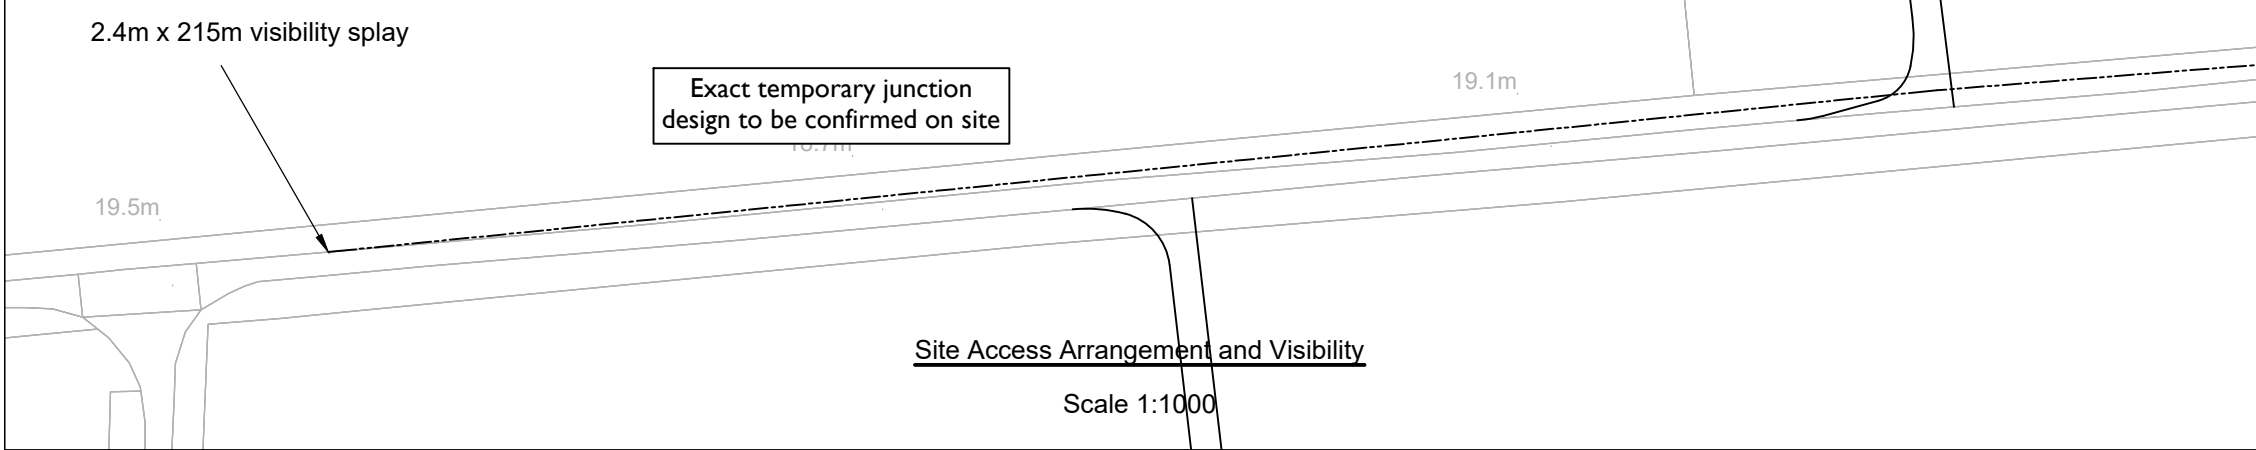 2.4m x 215m visibility splay
Exact temporary junction
design to be confirmed on site
19.1m
19.5m
Site Access Arrangement and Visibility
Scale 1:1000